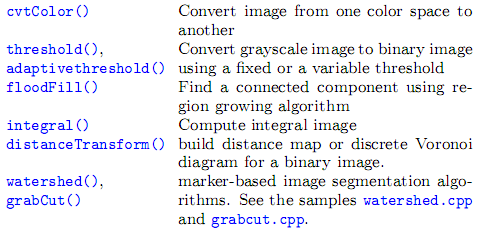 cvtColor() Convert image from one color space to
another
threshold(), Convert grayscale image to binary image
adaptivethreshold() using a fixed or a variable threshold
floodFill() Find a connected component using re-
gion growing algorithm
integral() Compute integral image
distanceTransform() build distance map or discrete Voronoi
diagram for a binary image.
watershed(), marker-based image segmentation algo-
grabCut() rithms. See the samples watershed.cpp
and grabcut.cpp.